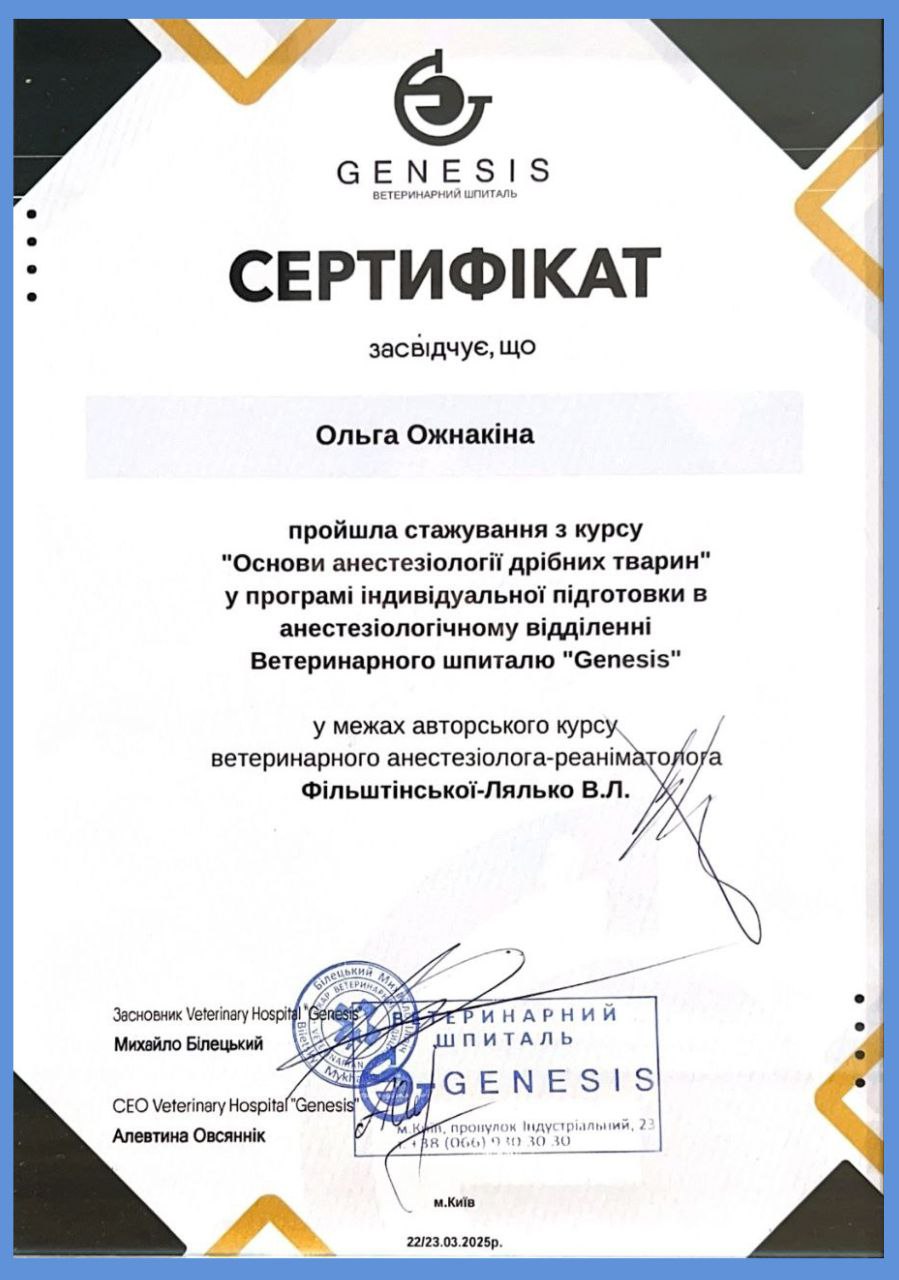 GENESIS
ВЕТЕРИНАРНИЙ ШПИТАЛЬ
СЕРТИФІКАТ
засвідчує, що
Ольга Ожнакіна
пройшла стажування з курсу
"Основи анестезіології дрібних тварин"
у програмі індивідуальної підготовки в
анестезіологічному відділенні
Ветеринарного шпиталю "Genesis"
у межах авторського курсу
ветеринарного анестезіолога-реаніматолога
Фільштінської-Лялько В.Л.
Засновник Veterinary Hospital "Genesis"
Михайло Білецький
CEO Veterinary Hospital "Genesis"
Алевтина Овсяннік
Білецький
ВЕТЕРИНАРНИЙ
ШПИТАЛЬ
GENESIS
м.Київ, провулок Індустріальний, 23
+38 (066) 930 30 30
м.Київ
22/23.03.2025р.